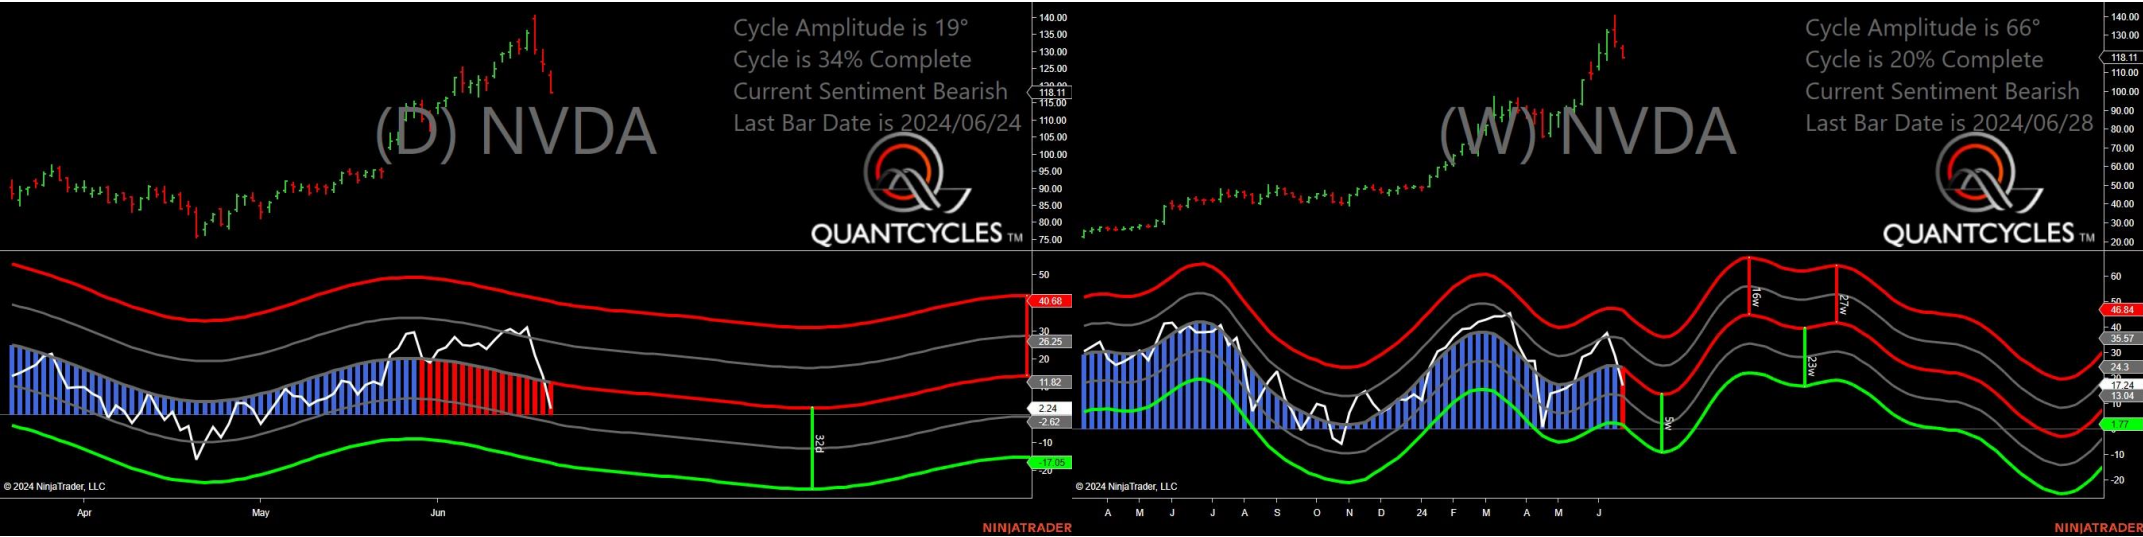 Cycle Amplitude is 19°
Cycle is 34% Complete
Current Sentiment Bearish
Last Bar Date is 2024/06/24
(D) NVDA
QUANTCYCLES TM
140.00
135.00
130.00
125.00
120.00
118.11
115.00
110.00
105.00
100.00
95.00
90.00
85.00
80.00
75.00
50
40.68
30
26.25
20
11.82
2.24
-2.62
-10
-17.05
-20
32d
© 2024 NinjaTrader, LLC
Apr May Jun
NINJATRADER
Cycle Amplitude is 66°
Cycle is 20% Complete
Current Sentiment Bearish
Last Bar Date is 2024/06/28
(W) NVDA
QUANTCYCLES TM
140.00
130.00
118.11
110.00
100.00
90.00
80.00
70.00
60.00
50.00
40.00
30.00
20.00
60
46.84
40
35.57
30
24.3
17.24
13.04
10
1.77
-10
-20
5w
16w
23w
27w
© 2024 NinjaTrader, LLC
A M J J A S O N D 24 F M A M J
NINJATRADER